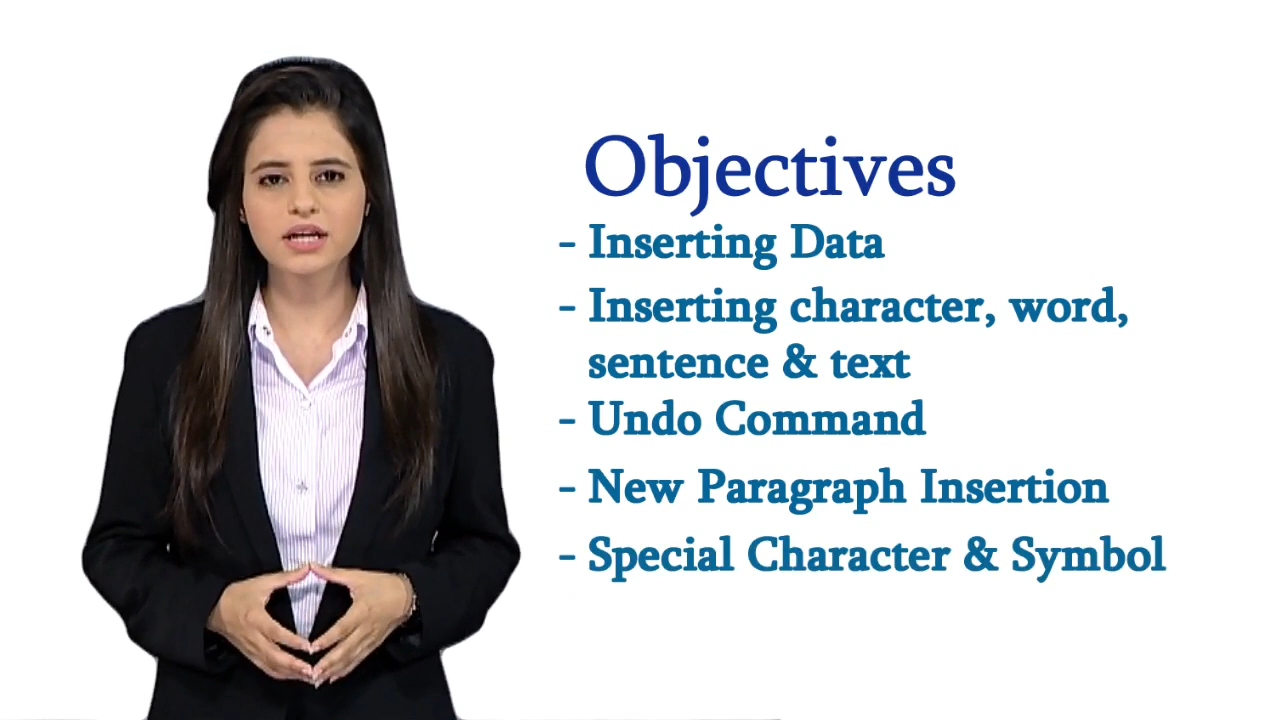 Objectives
- Inserting Data
- Inserting character, word,
sentence & text
- Undo Command
- New Paragraph Insertion
- Special Character & Symbol